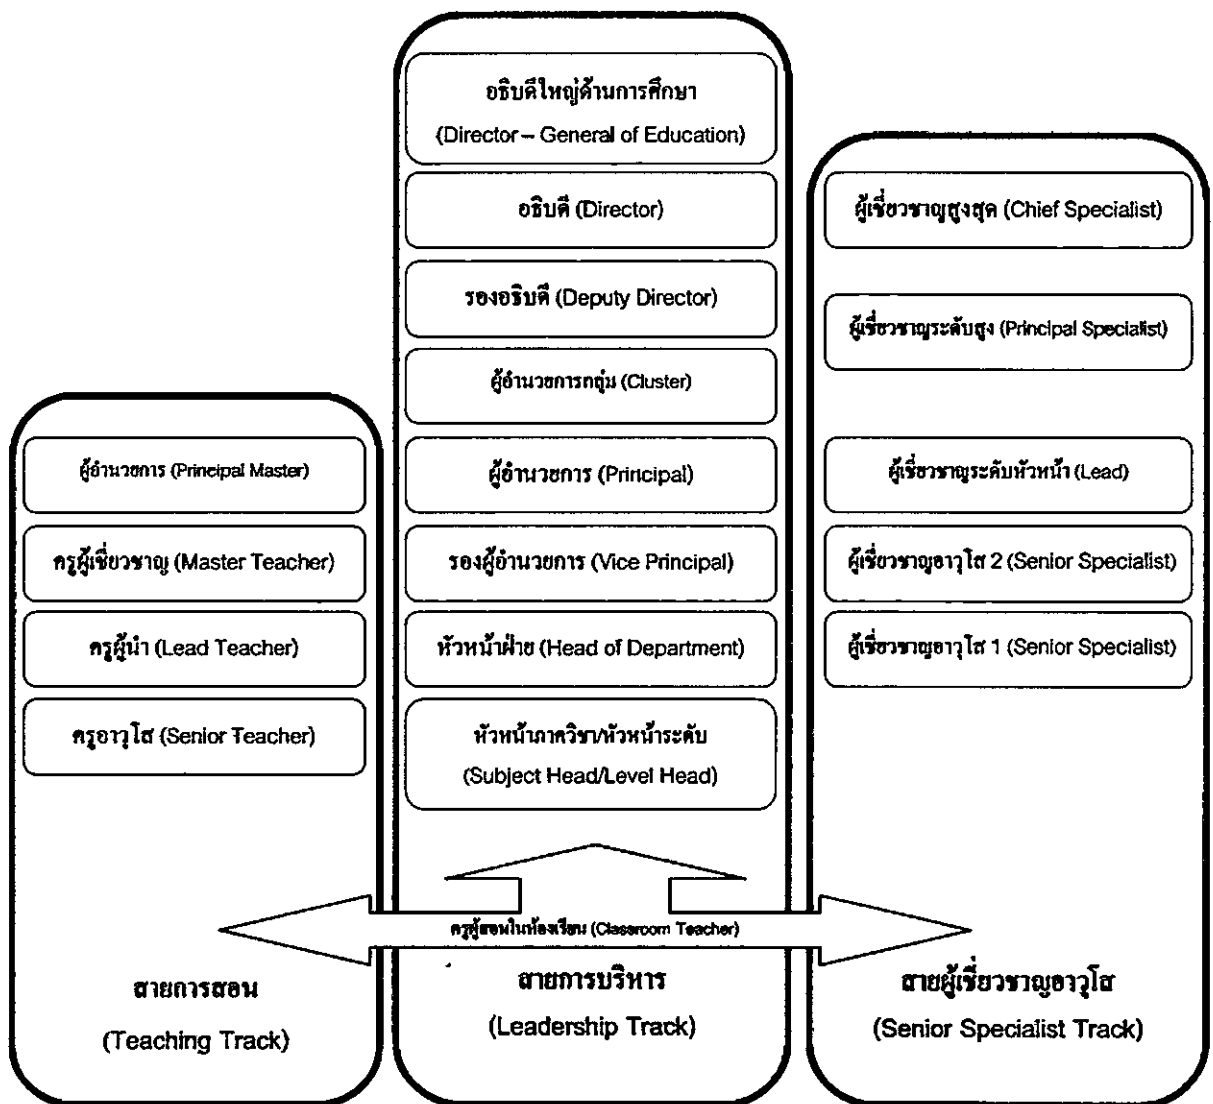 อธิบดีใหญ่ด้านการศึกษา
(Director – General of Education)
อธิบดี (Director)
รองอธิบดี (Deputy Director)
ผู้อำนวยการกลุ่ม (Cluster)
ผู้อำนวยการ (Principal)
รองผู้อำนวยการ (Vice Principal)
หัวหน้าฝ่าย (Head of Department)
หัวหน้าภาควิชา/หัวหน้าระดับ
(Subject Head/Level Head)
ผู้เชี่ยวชาญสูงสุด (Chief Specialist)
ผู้เชี่ยวชาญระดับสูง (Principal Specialist)
ผู้เชี่ยวชาญระดับหัวหน้า (Lead)
ผู้เชี่ยวชาญอาวุโส 2 (Senior Specialist)
ผู้เชี่ยวชาญอาวุโส 1 (Senior Specialist)
ผู้อำนวยการ (Principal Master)
ครูผู้เชี่ยวชาญ (Master Teacher)
ครูผู้นำ (Lead Teacher)
ครูอาวุโส (Senior Teacher)
ครูผู้สอนในห้องเรียน (Classroom Teacher)
สายการสอน
(Teaching Track)
สายการบริหาร
(Leadership Track)
สายผู้เชี่ยวชาญอาวุโส
(Senior Specialist Track)